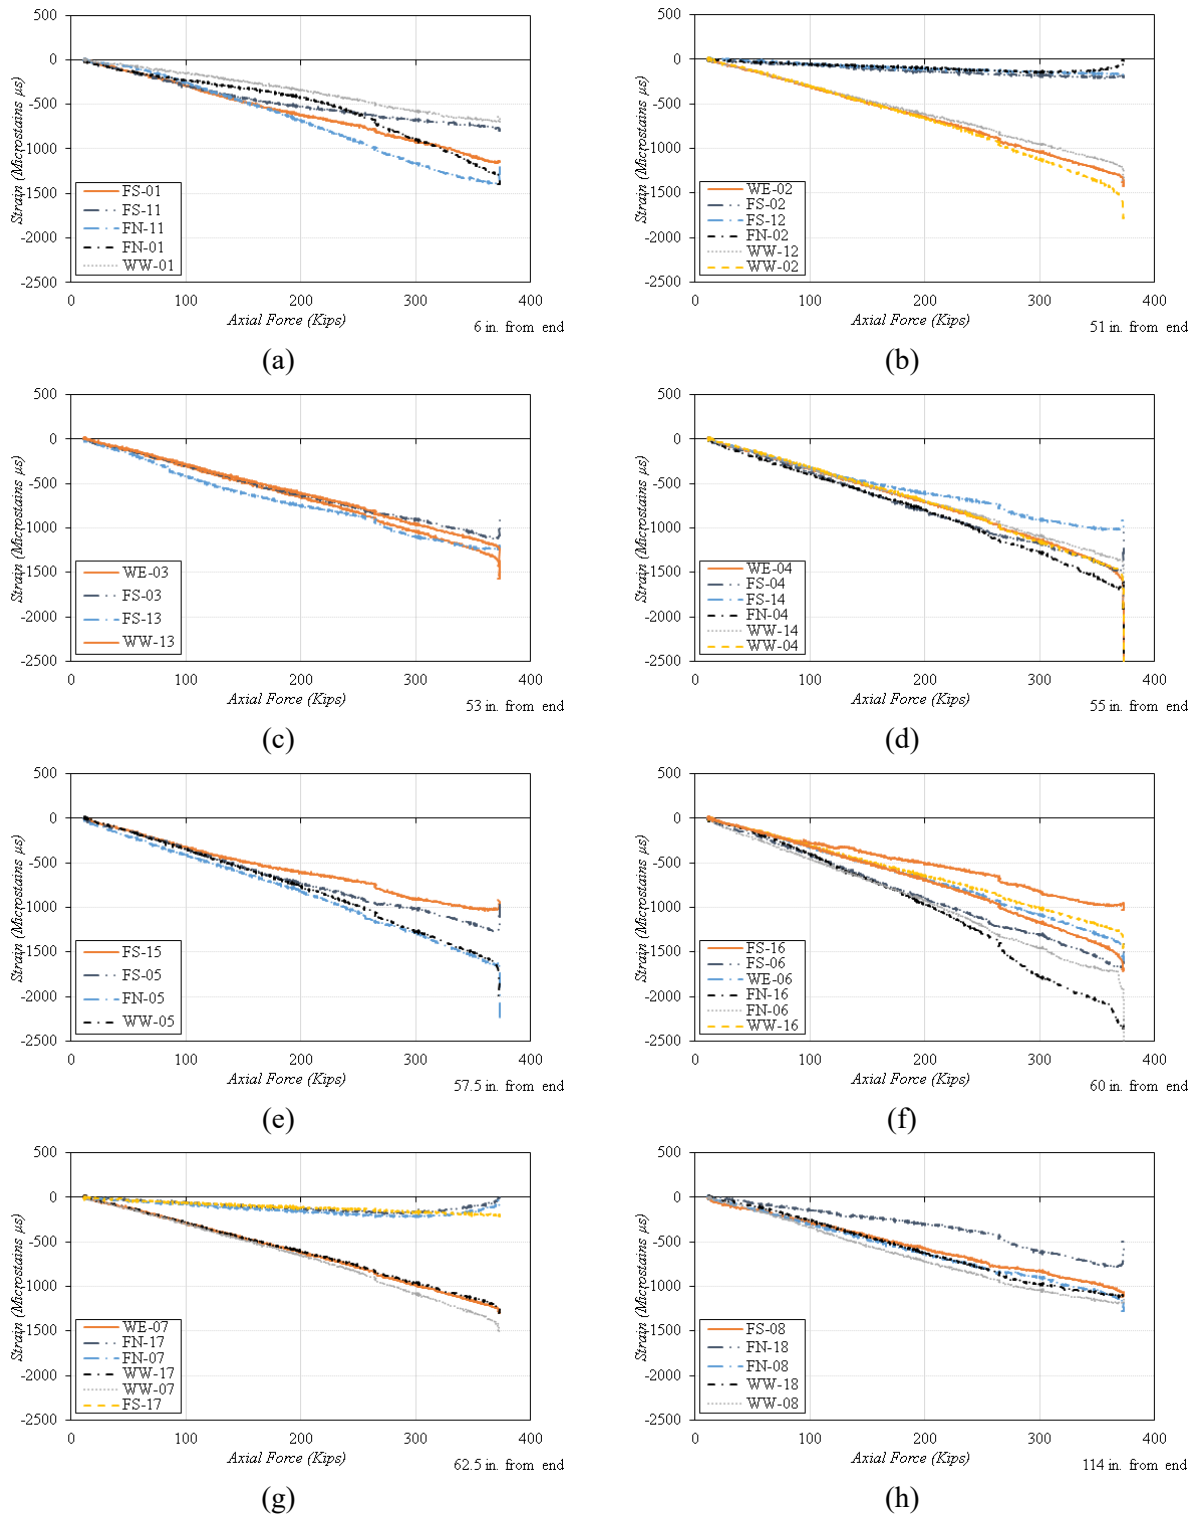 500
0
-500
-1000
-1500
-2000
-2500
Strain (Microstains μs)
FS-01
FS-11
FN-11
FN-01
WW-01
0 100 200 300 400
Axial Force (Kips)
6 in. from end
(a)
500
0
-500
-1000
-1500
-2000
-2500
Strain (Microstains μs)
WE-02
FS-02
FS-12
FN-02
WW-12
WW-02
0 100 200 300 400
Axial Force (Kips)
51 in. from end
(b)
500
0
-500
-1000
-1500
-2000
-2500
Strain (Microstains μs)
WE-03
FS-03
FS-13
WW-13
0 100 200 300 400
Axial Force (Kips)
53 in. from end
(c)
500
0
-500
-1000
-1500
-2000
-2500
Strain (Microstains μs)
WE-04
FS-04
FS-14
FN-04
WW-14
WW-04
0 100 200 300 400
Axial Force (Kips)
55 in. from end
(d)
500
0
-500
-1000
-1500
-2000
-2500
Strain (Microstains μs)
FS-15
FS-05
FN-05
WW-05
0 100 200 300 400
Axial Force (Kips)
57.5 in. from end
(e)
500
0
-500
-1000
-1500
-2000
-2500
Strain (Microstains μs)
FS-16
FS-06
WE-06
FN-16
FN-06
WW-16
0 100 200 300 400
Axial Force (Kips)
60 in. from end
(f)
500
0
-500
-1000
-1500
-2000
-2500
Strain (Microstains μs)
WE-07
FN-17
FN-07
WW-17
WW-07
FS-17
0 100 200 300 400
Axial Force (Kips)
62.5 in. from end
(g)
500
0
-500
-1000
-1500
-2000
-2500
Strain (Microstains μs)
FS-08
FN-18
FN-08
WW-18
WW-08
0 100 200 300 400
Axial Force (Kips)
114 in. from end
(h)